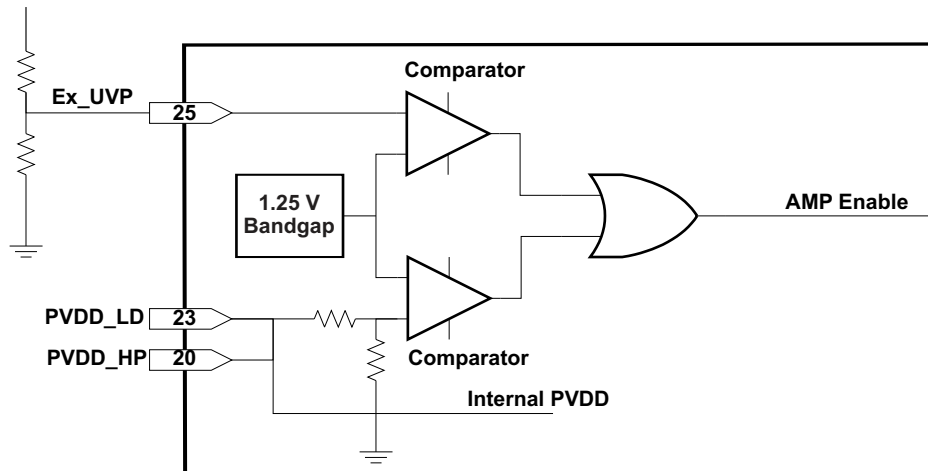 Comparator
Ex_UVP
25
1.25 V
Bandgap
AMP Enable
PVDD_LD
23
PVDD_HP
20
Comparator
Internal PVDD